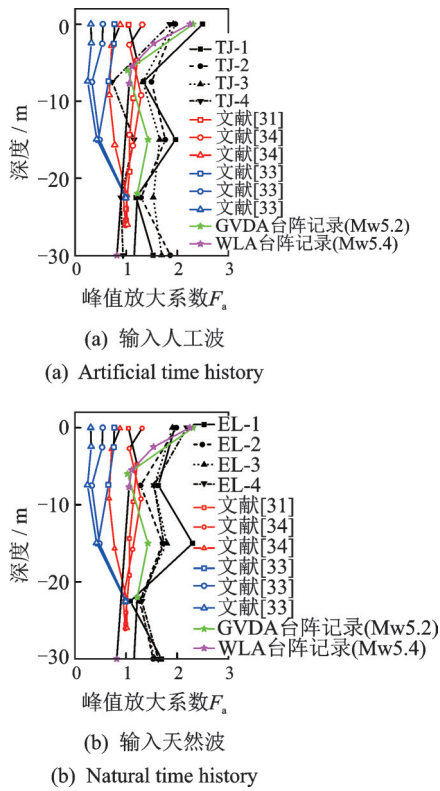 0
−10
−20
−30
深度 / m
0
1
2
3
峰值放大系数Fa
TJ-1
TJ-2
TJ-3
TJ-4
文献[31]
文献[34]
文献[34]
文献[33]
文献[33]
文献[33]
GVDA台阵记录(Mw5.2)
WLA台阵记录(Mw5.4)
(a) 输入人工波
(a) Artificial time history
0
−10
−20
−30
深度 / m
0
1
2
3
峰值放大系数Fa
EL-1
EL-2
EL-3
EL-4
文献[31]
文献[34]
文献[34]
文献[33]
文献[33]
文献[33]
GVDA台阵记录(Mw5.2)
WLA台阵记录(Mw5.4)
(b) 输入天然波
(b) Natural time history